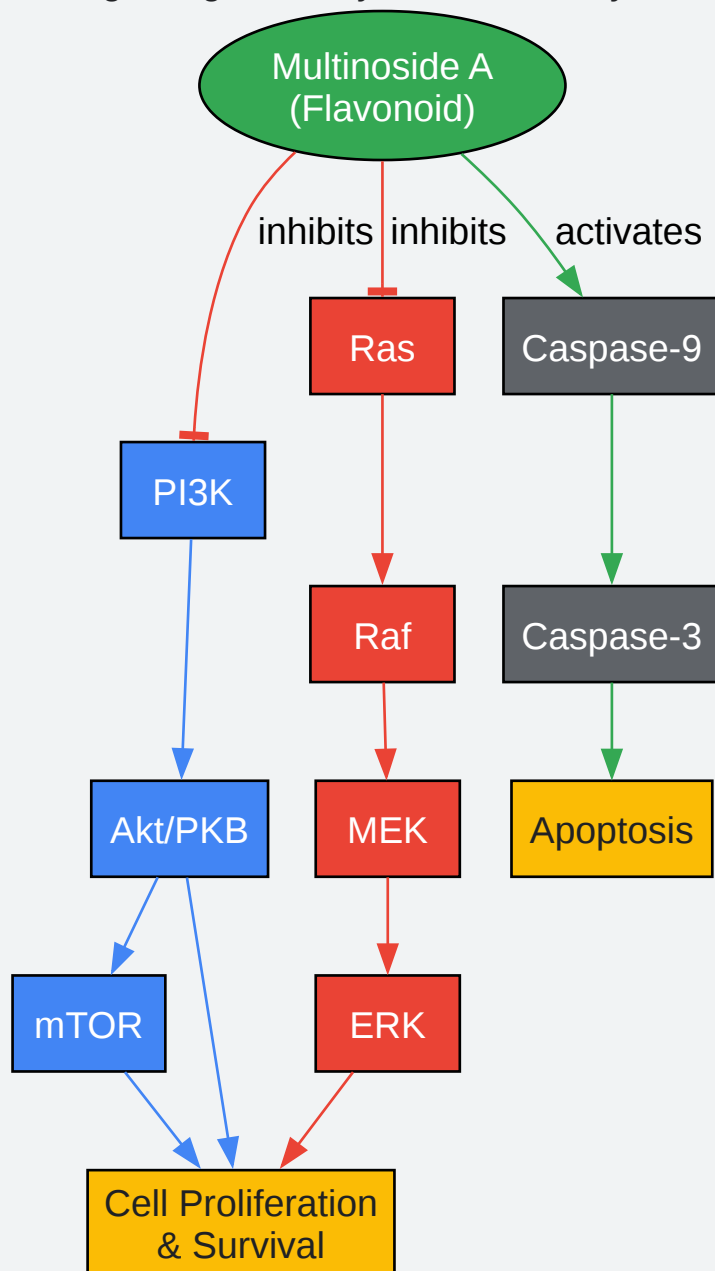 Multinoside A
(Flavonoid)
inhibits
inhibits
activates
Ras
Caspase-9
PI3K
Raf
Caspase-3
Akt/PKB
MEK
Apoptosis
mTOR
ERK
Cell Proliferation
& Survival